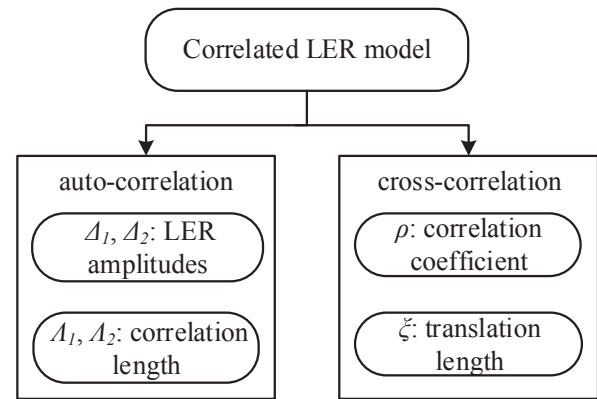 Correlated LER model
auto-correlation
Δ₁, Δ₂: LER
amplitudes
Λ₁, Λ₂: correlation
length
cross-correlation
ρ: correlation
coefficient
ξ: translation
length